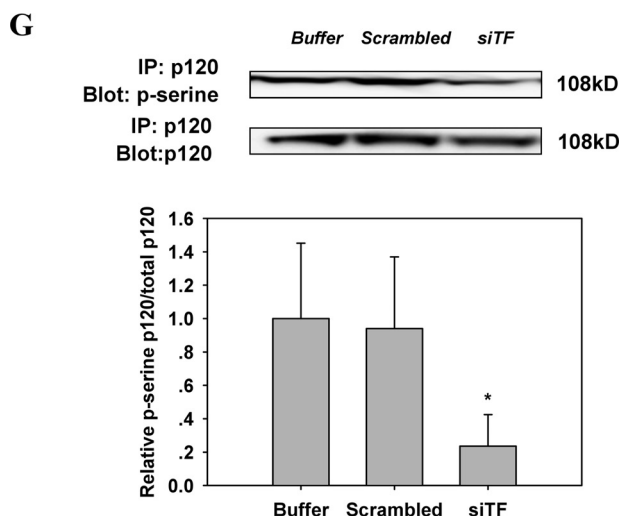 G
Buffer Scrambled siTF
IP: p120
Blot: p-serine
108kD
IP: p120
Blot:p120
108kD
Relative p-serine p120/total p120
1.6
1.4
1.2
1.0
.8
.6
.4
.2
0.0
*
Buffer Scrambled siTF